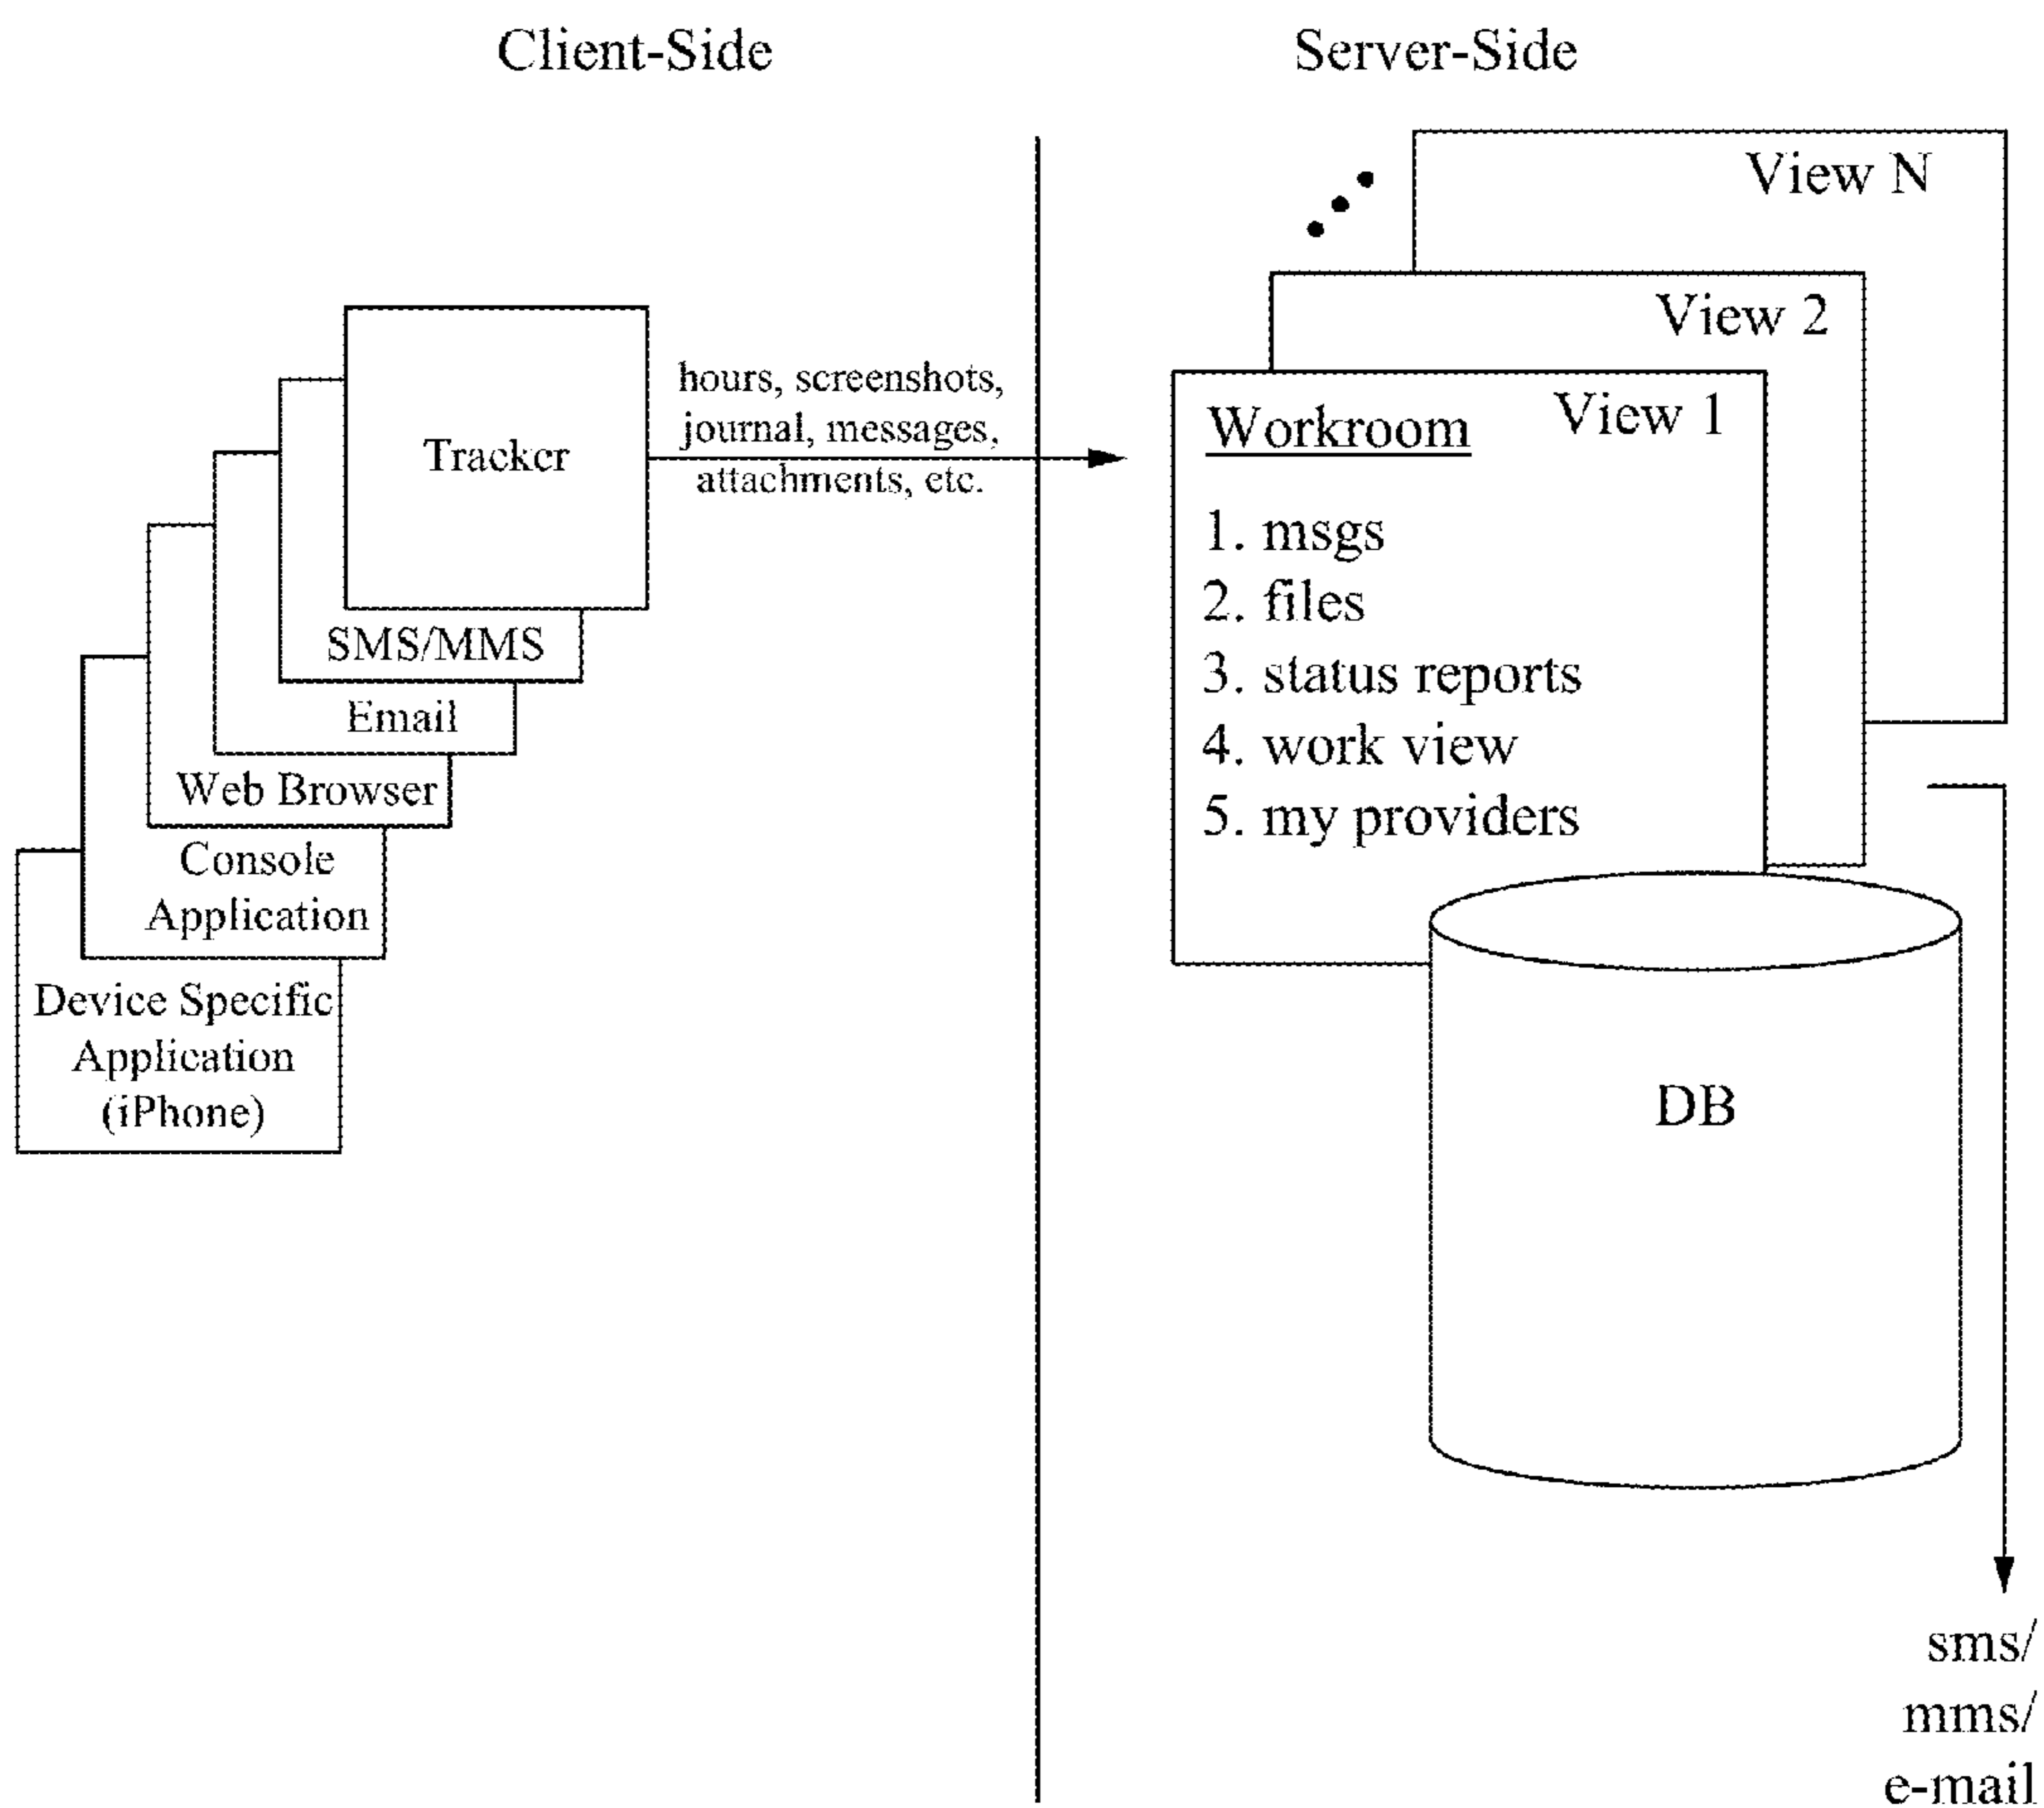 Client-Side
Server-Side
Tracker
SMS/MMS
Email
Web Browser
Console
Application
Device Specific
Application
(iPhone)
hours, screenshots,
journal, messages,
attachments, etc.
View N
View 2
View 1
Workroom
1. msgs
2. files
3. status reports
4. work view
5. my providers
DB
sms/
mms/
e-mail